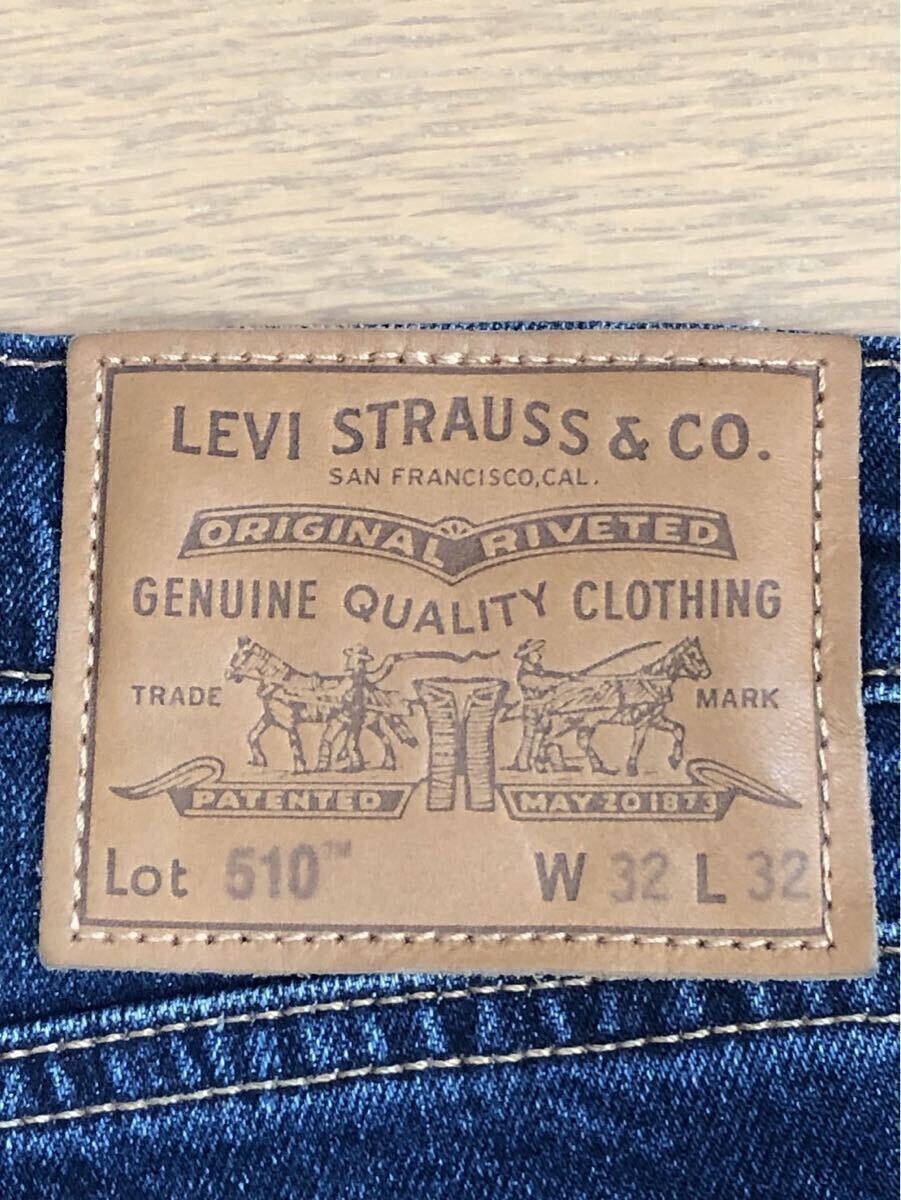 LEVI STRAUSS & CO.
SAN FRANCISCO, CAL.
ORIGINAL RIVETED
GENUINE QUALITY CLOTHING
TRADE MARK
PATENTED MAY 20 1873
Lot 510™ W 32 L 32